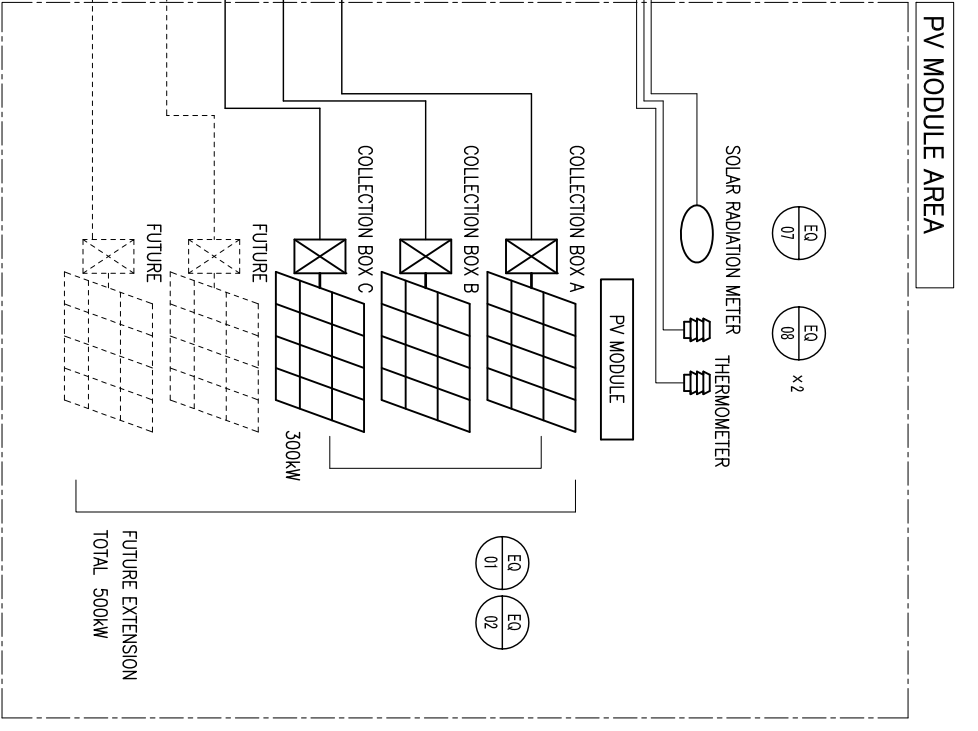 PV MODULE AREA
EQ
07
EQ
08
x2
SOLAR RADIATION METER
THERMOMETER
PV MODULE
COLLECTION BOX A
COLLECTION BOX B
COLLECTION BOX C
300kW
FUTURE
FUTURE
EQ
01
EQ
02
FUTURE EXTENSION
TOTAL 500kW